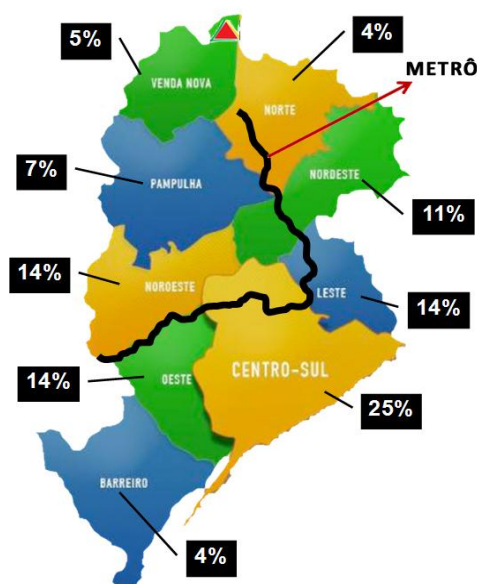 5%
4%
METRÔ
VENDA NOVA
NORTE
7%
PAMPULHA
NORDESTE
11%
14%
NOROESTE
LESTE
14%
14%
OESTE
CENTRO-SUL
25%
BARREIRO
4%